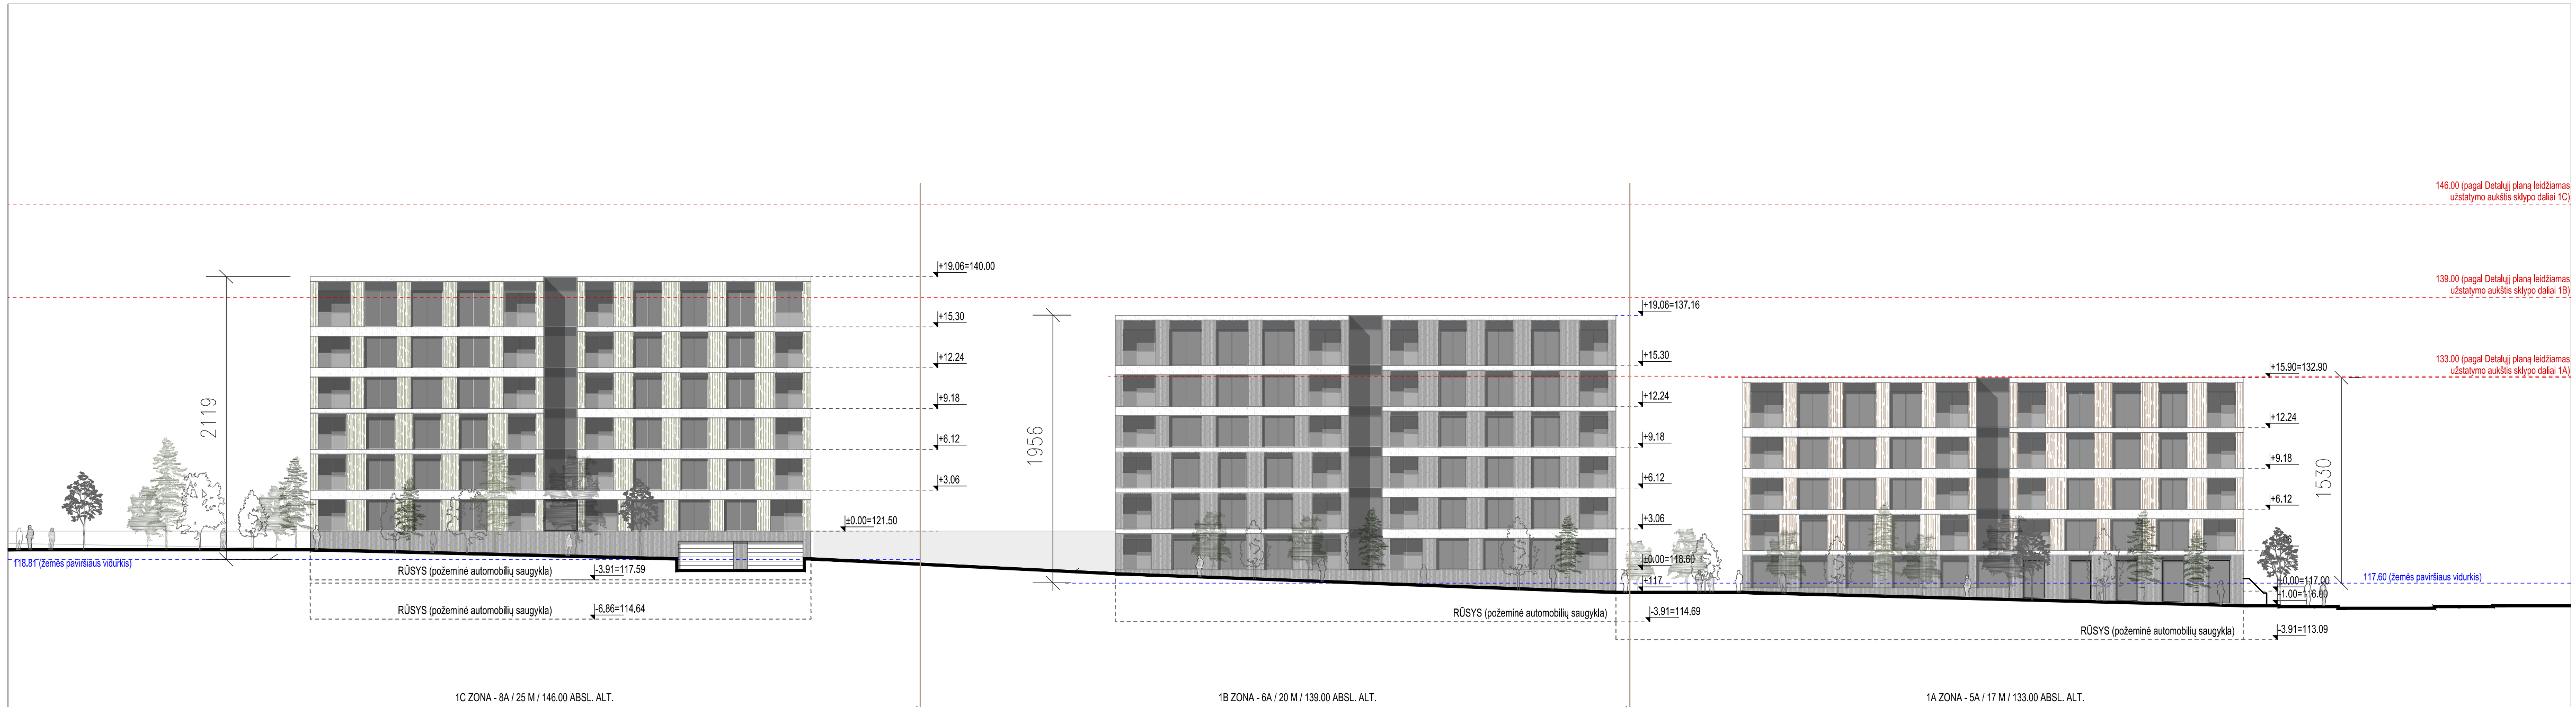 146.00 (pagal Detalųjį planą leidžiamas
užstatymo aukštis sklypo daliai 1C)
139.00 (pagal Detalųjį planą leidžiamas
užstatymo aukštis sklypo daliai 1B)
133.00 (pagal Detalųjį planą leidžiamas
užstatymo aukštis sklypo daliai 1A)
2119
+19.06=140.00
+15.30
+12.24
+9.18
+6.12
+3.06
±0.00=121.50
118.81 (žemės paviršiaus vidurkis)
RŪSYS (požeminė automobilių saugykla)
-3.91=117.59
RŪSYS (požeminė automobilių saugykla)
-6.86=114.64
1956
+19.06=137.16
+15.30
+12.24
+9.18
+6.12
+3.06
±0.00=118.60
+117
RŪSYS (požeminė automobilių saugykla)
-3.91=114.69
+15.90=132.90
+12.24
+9.18
+6.12
1530
±0.00=117.00
-1.00=116.00
117.60 (žemės paviršiaus vidurkis)
RŪSYS (požeminė automobilių saugykla)
-3.91=113.09
1C ZONA - 8A / 25 M / 146.00 ABSL. ALT.
1B ZONA - 6A / 20 M / 139.00 ABSL. ALT.
1A ZONA - 5A / 17 M / 133.00 ABSL. ALT.